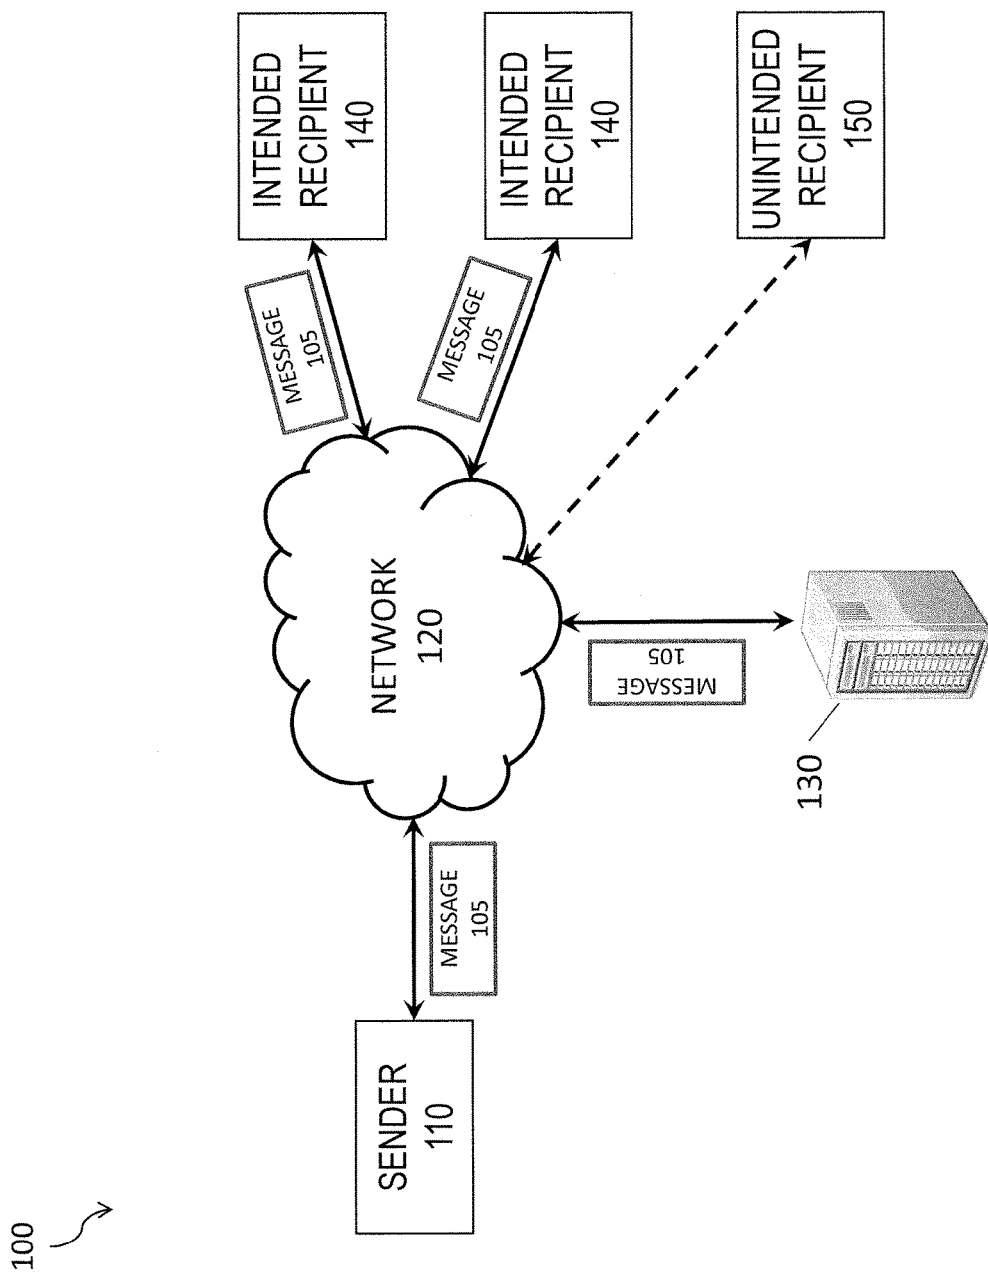 100
SENDER
110
MESSAGE
105
NETWORK
120
MESSAGE
105
130
MESSAGE
105
INTENDED
RECIPIENT
140
MESSAGE
105
INTENDED
RECIPIENT
140
UNINTENDED
RECIPIENT
150